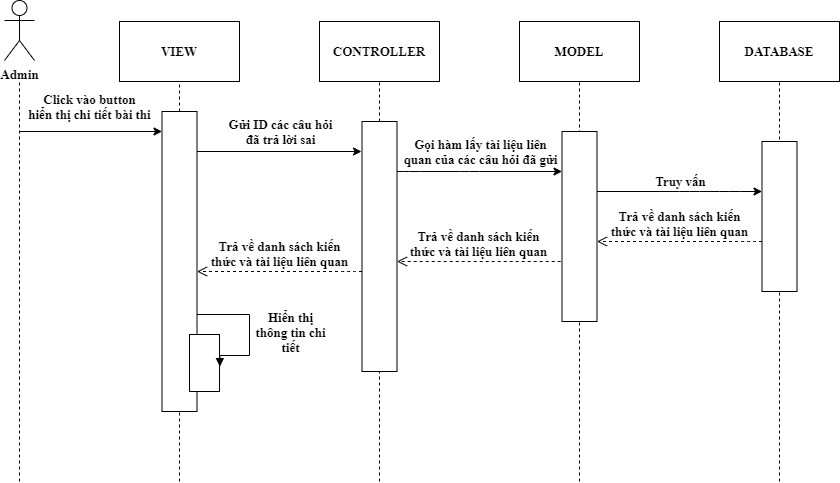 Admin
VIEW
CONTROLLER
MODEL
DATABASE
Click vào button
hiển thị chi tiết bài thi
Gửi ID các câu hỏi
đã trả lời sai
Gọi hàm lấy tài liệu liên
quan của các câu hỏi đã gửi
Truy vấn
Trả về danh sách kiến
thức và tài liệu liên quan
Trả về danh sách kiến
thức và tài liệu liên quan
Trả về danh sách kiến
thức và tài liệu liên quan
Hiển thị
thông tin chi
tiết